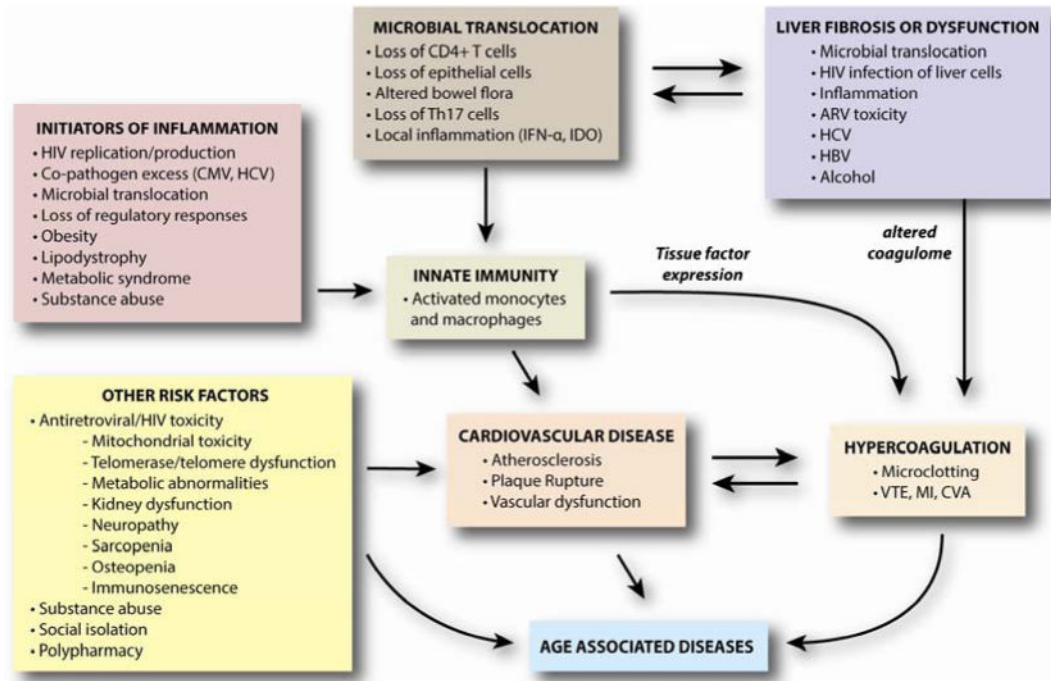 MICROBIAL TRANSLOCATION
• Loss of CD4+ T cells
• Loss of epithelial cells
• Altered bowel flora
• Loss of Th17 cells
• Local inflammation (IFN-α, IDO)
LIVER FIBROSIS OR DYSFUNCTION
• Microbial translocation
• HIV infection of liver cells
• Inflammation
• ARV toxicity
• HCV
• HBV
• Alcohol
INITIATORS OF INFLAMMATION
• HIV replication/production
• Co-pathogen excess (CMV, HCV)
• Microbial translocation
• Loss of regulatory responses
• Obesity
• Lipodystrophy
• Metabolic syndrome
• Substance abuse
INNATE IMMUNITY
• Activated monocytes
and macrophages
Tissue factor
expression
altered
coagulome
OTHER RISK FACTORS
• Antiretroviral/HIV toxicity
- Mitochondrial toxicity
- Telomerase/telomere dysfunction
- Metabolic abnormalities
- Kidney dysfunction
- Neuropathy
- Sarcopenia
- Osteopenia
- Immunosenescence
• Substance abuse
• Social isolation
• Polypharmacy
CARDIOVASCULAR DISEASE
• Atherosclerosis
• Plaque Rupture
• Vascular dysfunction
HYPERCOAGULATION
• Microclotting
• VTE, MI, CVA
AGE ASSOCIATED DISEASES